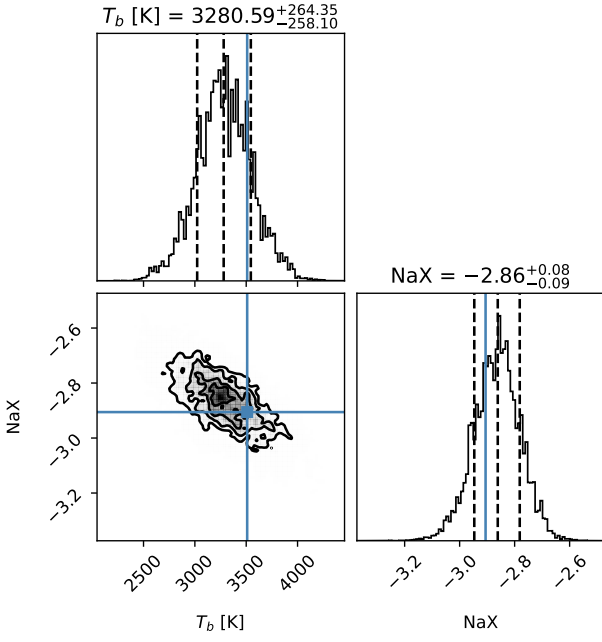 T_b [K] = 3280.59^{+264.35}_{-258.10}
NaX = −2.86^{+0.08}_{-0.09}
NaX
−2.6
−2.8
−3.0
−3.2
2500
3000
3500
4000
T_b [K]
−3.2
−3.0
−2.8
−2.6
NaX